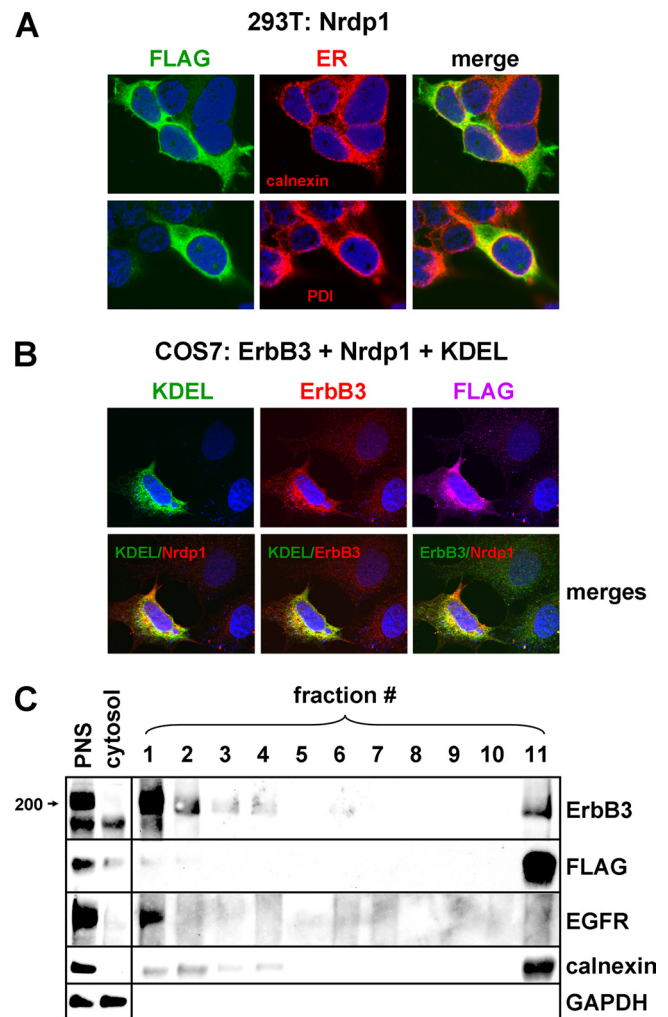 A
293T: Nrdp1
FLAG ER merge
calnexin
PDI
B
COS7: ErbB3 + Nrdp1 + KDEL
KDEL ErbB3 FLAG
KDEL/Nrdp1 KDEL/ErbB3 ErbB3/Nrdp1
merges
C
fraction #
PNS cytosol 1 2 3 4 5 6 7 8 9 10 11
200 ErbB3
FLAG
EGFR
calnexin
GAPDH